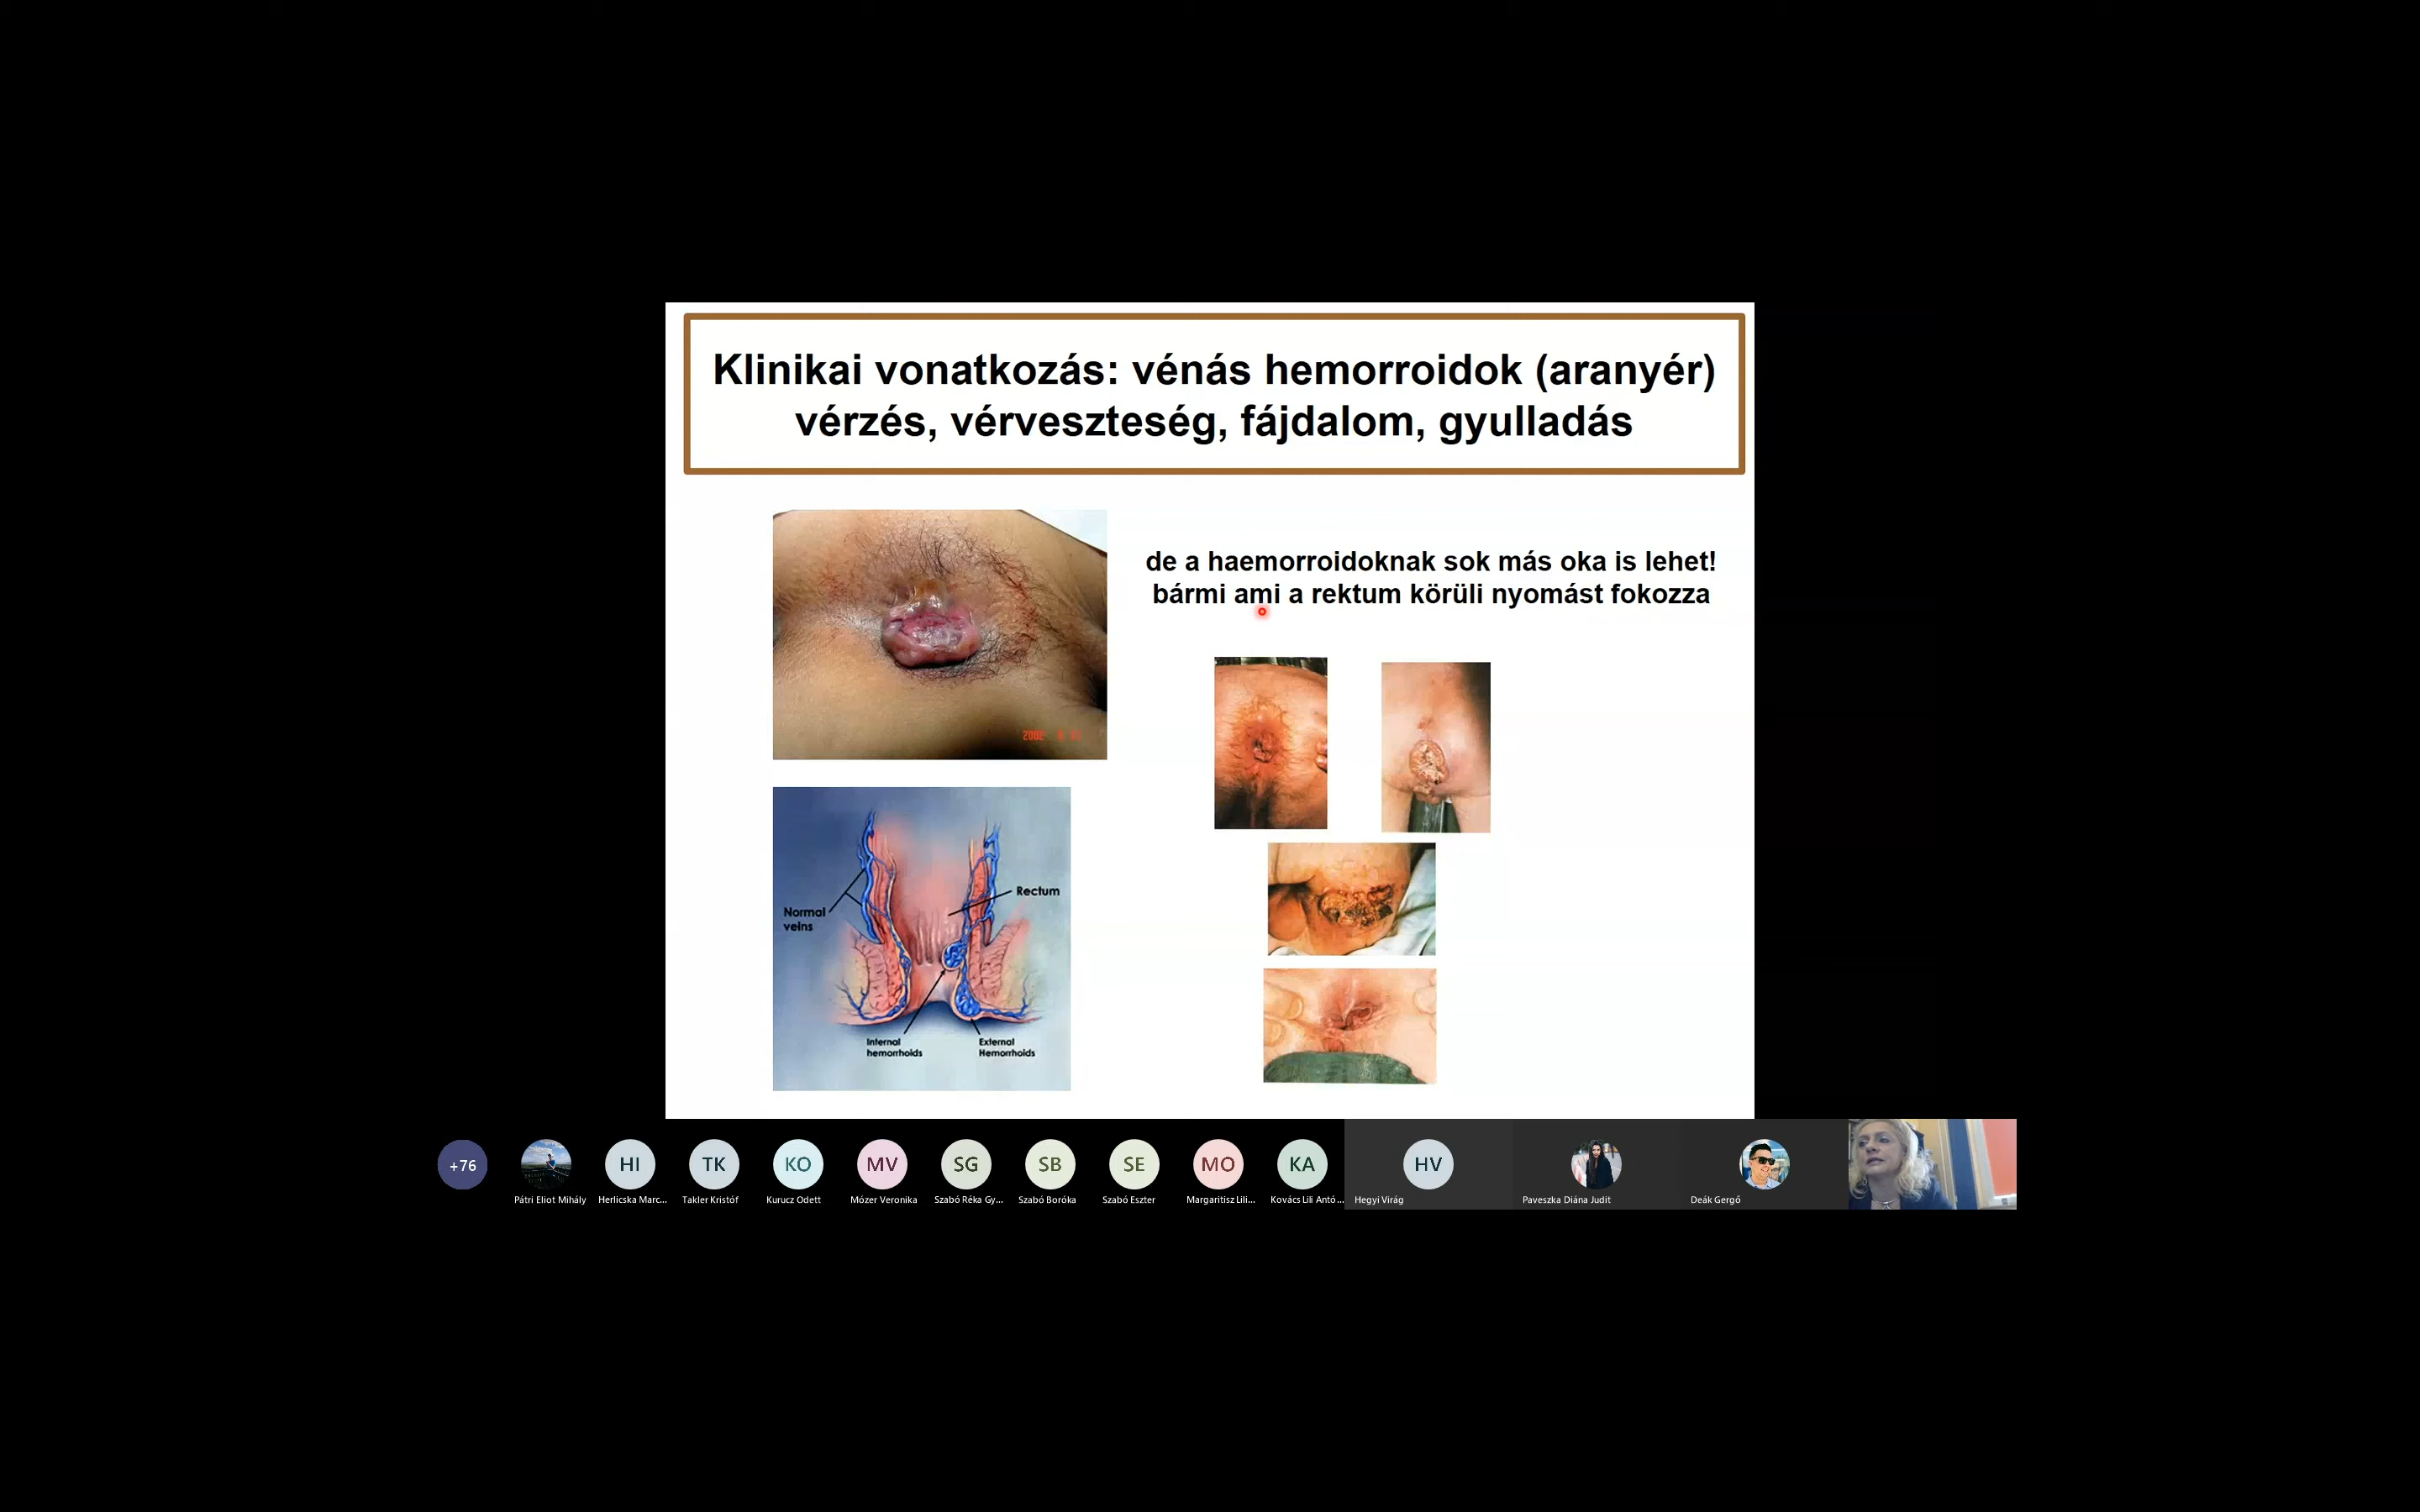 Klinikai vonatkozás: vénás hemorroidok (aranyér)
vérzés, vérveszteség, fájdalom, gyulladás
de a haemorroidoknak sok más oka is lehet!
bármi ami a rektum körüli nyomást fokozza
Normal
veins
Rectum
Internal
hemorrhoids
External
Hemorrhoids
+76
HI
TK
KO
MV
SG
SB
SE
MO
KA
HV
Pátri Eliot Mihály
Herlicska Marc...
Takler Kristóf
Kurucz Odett
Mózer Veronika
Szabó Réka Gy...
Szabó Boróka
Szabó Eszter
Margaritisz Lili...
Kovács Lili Antó...
Hegyi Virág
Paveszka Diána Judit
Deák Gergő